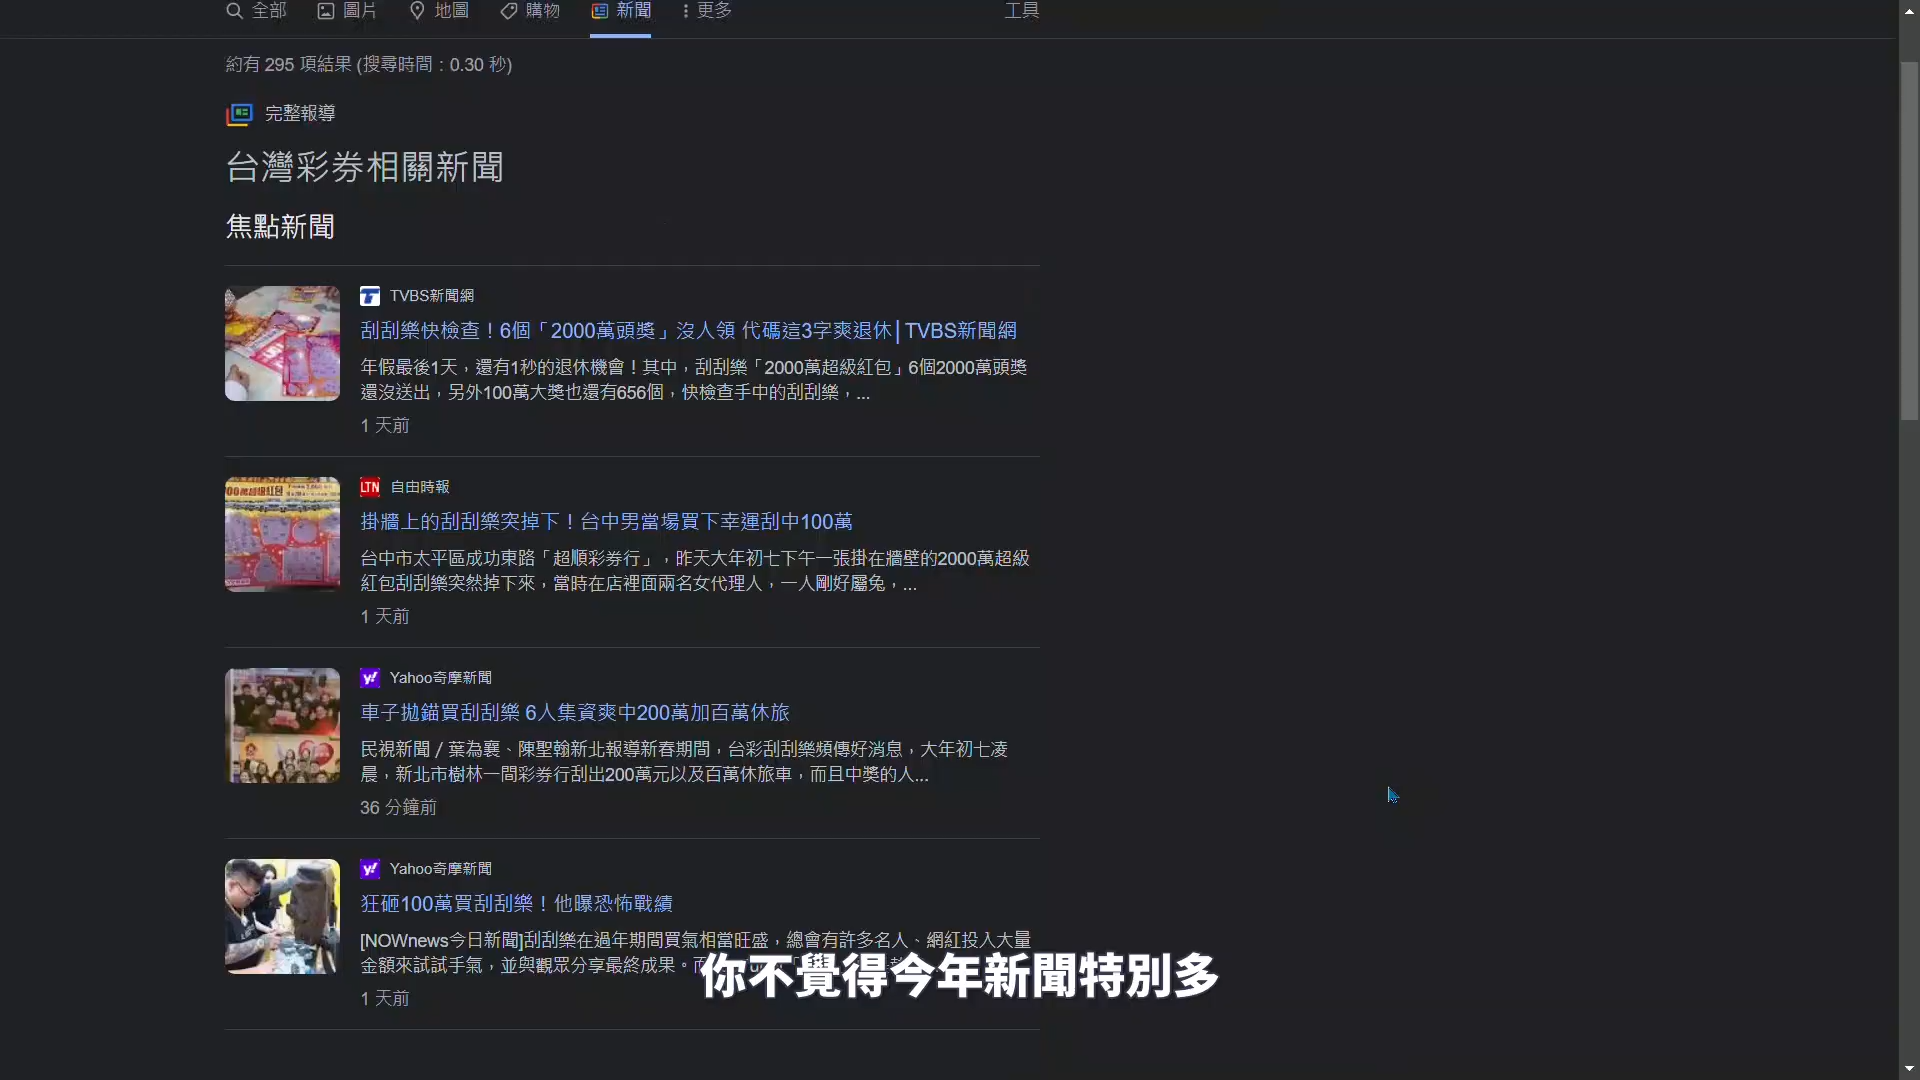 全部 圖片 地圖 購物 新聞 更多 工具
約有 295 項結果 (搜尋時間：0.30 秒)
完整報導
台灣彩券相關新聞
焦點新聞
TVBS新聞網
刮刮樂快檢查！6個「2000萬頭獎」沒人領 代碼這3字爽退休│TVBS新聞網
年假最後1天，還有1秒的退休機會！其中，刮刮樂「2000萬超級紅包」6個2000萬頭獎
還沒送出，另外100萬大獎也還有656個，快檢查手中的刮刮樂，...
1 天前
LTN 自由時報
掛牆上的刮刮樂突掉下！台中男當場買下幸運刮中100萬
台中市太平區成功東路「超順彩券行」，昨天大年初七下午一張掛在牆壁的2000萬超級
紅包刮刮樂突然掉下來，當時在店裡面兩名女代理人，一人剛好屬兔，...
1 天前
Yahoo奇摩新聞
車子拋錨買刮刮樂 6人集資爽中200萬加百萬休旅
民視新聞 / 葉為襄、陳聖翰新北報導新春期間，台彩刮刮樂頻傳好消息，大年初七凌
晨，新北市樹林一間彩券行刮出200萬元以及百萬休旅車，而且中獎的人...
36 分鐘前
Yahoo奇摩新聞
狂砸100萬買刮刮樂！他曝恐怖戰績
[NOWnews今日新聞]刮刮樂在過年期間買氣相當旺盛，總會有許多名人、網紅投入大量
金額來試試手氣，並與觀眾分享最終成果。而
1 天前
你不覺得今年新聞特別多